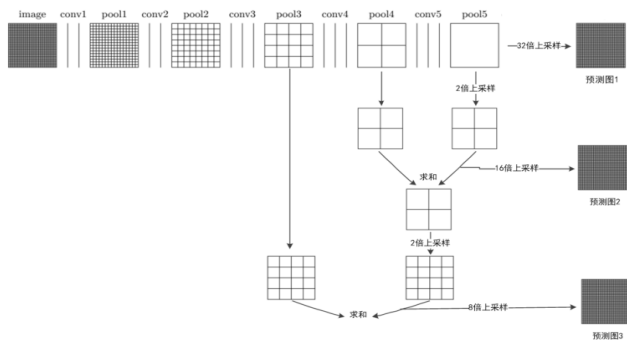 image conv1 pool1 conv2 pool2 conv3 pool3 conv4 pool4 conv5 pool5
32倍上采样
预测图1
2倍上采样
16倍上采样
求和
预测图2
2倍上采样
8倍上采样
求和
预测图3